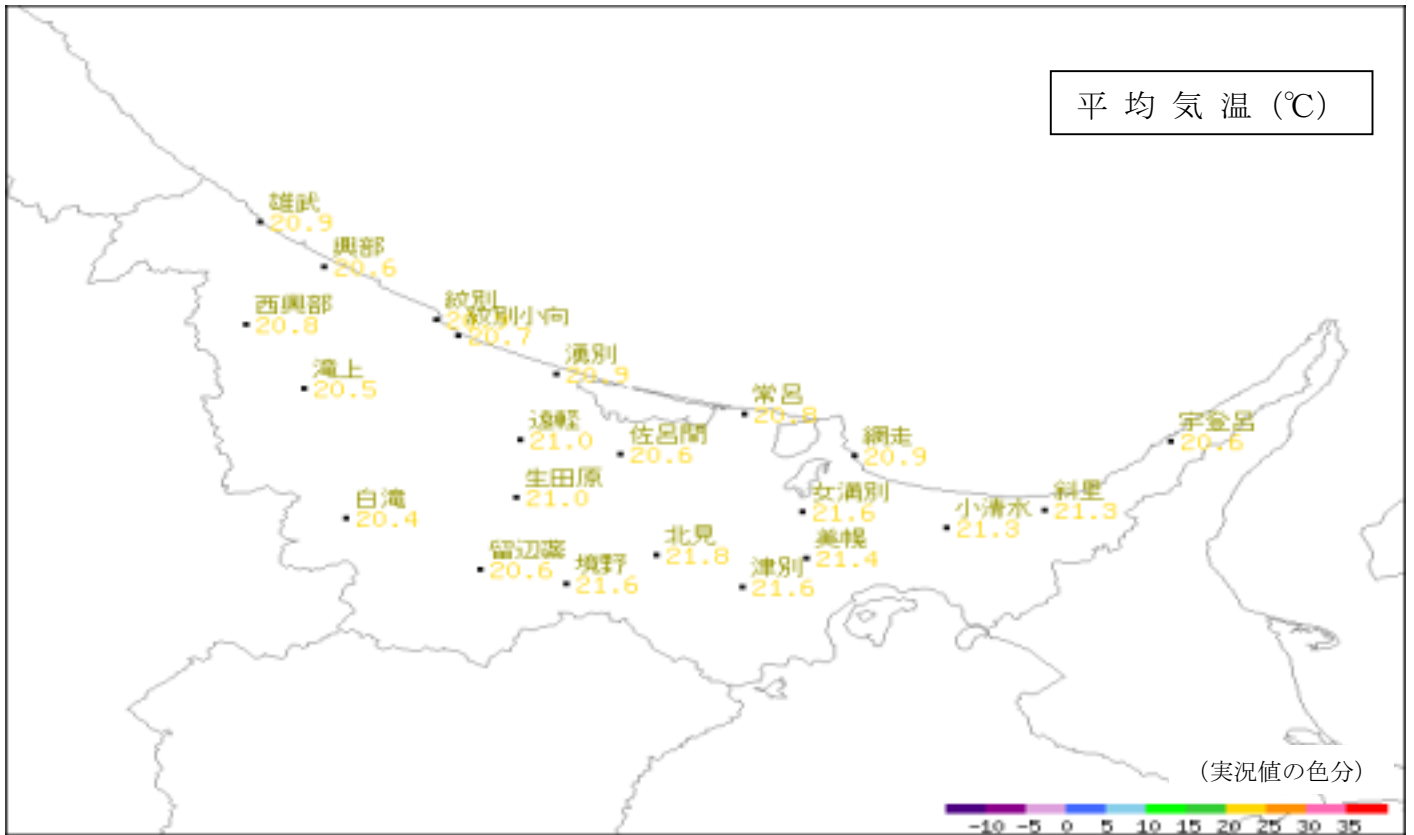 平均気温(℃)
雄武
20.9
興部
20.6
西興部
20.8
紋別
紋別小向
20.7
滝上
20.5
湧別
20.9
常呂
20.8
遠軽
21.0
佐呂間
20.6
網走
20.9
宇登呂
20.6
生田原
21.0
白滝
20.4
女満別
21.6
小清水
21.3
斜里
21.3
北見
21.8
美幌
21.4
留辺蘂
20.6
境野
21.6
津別
21.6
(実況値の色分)
-10 -5 0 5 10 15 20 25 30 35